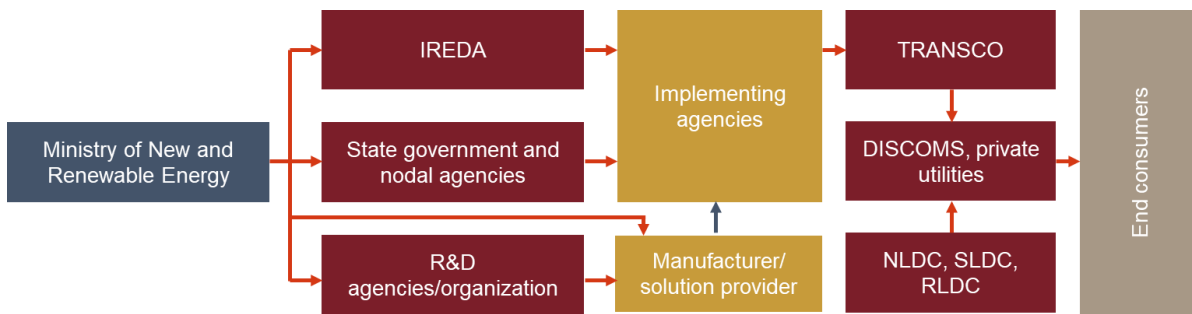 IREDA
Implementing
agencies
TRANSCO
Ministry of New and
Renewable Energy
State government and
nodal agencies
DISCOMS, private
utilities
R&D
agencies/organization
Manufacturer/
solution provider
NLDC, SLDC,
RLDC
End consumers